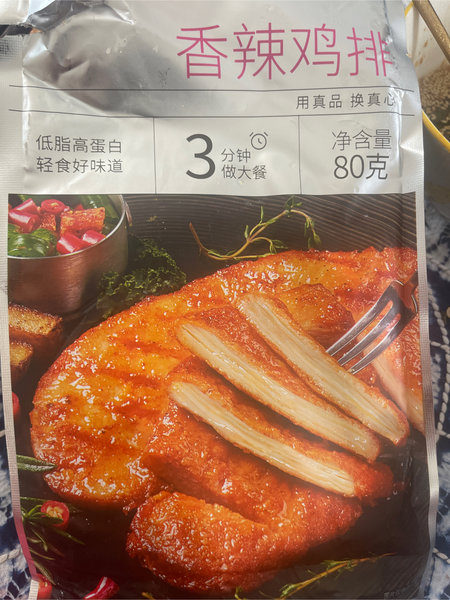 香辣鸡排
用真品 换真心
低脂高蛋白
轻食好味道
3 分钟
做大餐
净含量
80克